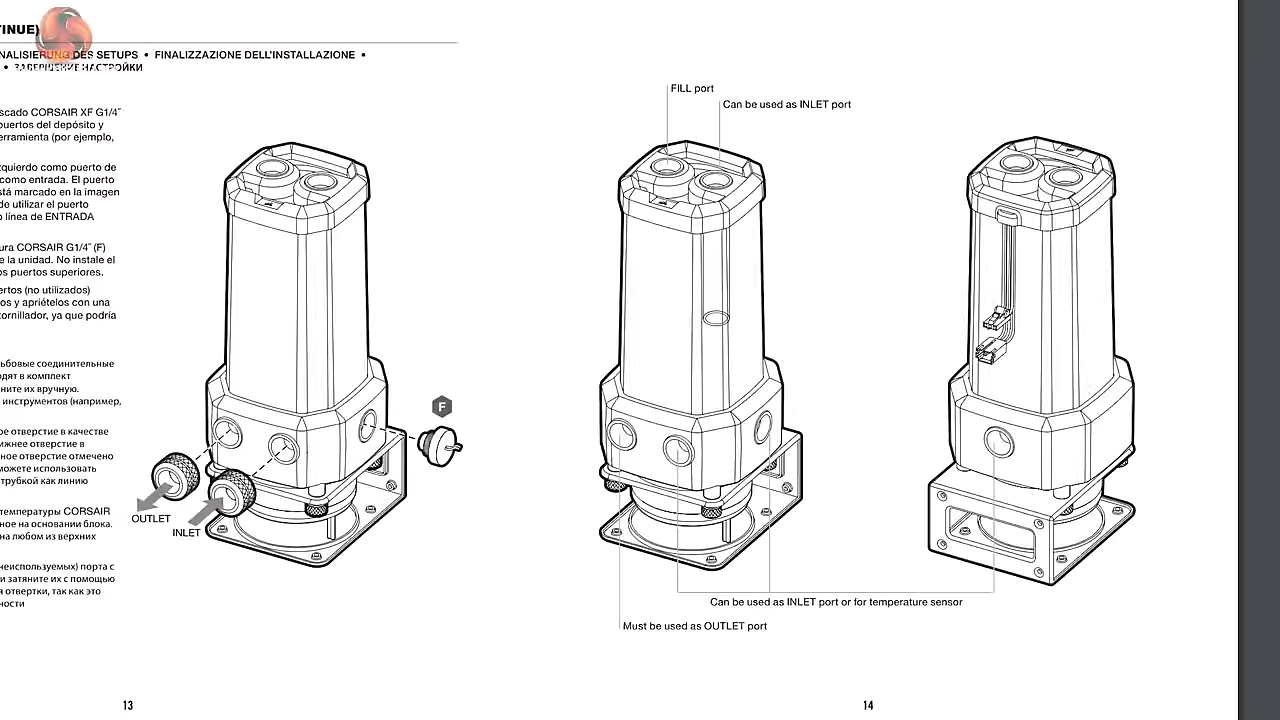 TINUE)
NALISIERUNG DES SETUPS • FINALIZZAZIONE DELL'INSTALLAZIONE •
• ЗАВЕРШЕНИЕ НАСТРОЙКИ
scado CORSAIR XF G1/4"
puertos del depósito y
erramienta (por ejemplo,
zquierdo como puerto de
como entrada. El puerto
stá marcado en la imagen
de utilizar el puerto
o línea de ENTRADA
ura CORSAIR G1/4" (F)
e la unidad. No instale el
os puertos superiores.
ertos (no utilizados)
os y apriételos con una
tornillador, ya que podría
ьбовые соединительные
одят в комплект
ните их вручную.
инструментов (например,
ое отверстие в качестве
ижнее отверстие в
ное отверстие отмечено
можете использовать
трубкой как линию
температуры CORSAIR
ное на основании блока.
на любом из верхних
неиспользуемых) порта с
и затяните их с помощью
я отвертки, так как это
ности
F
OUTLET
INLET
13
FILL port
Can be used as INLET port
Can be used as INLET port or for temperature sensor
Must be used as OUTLET port
14